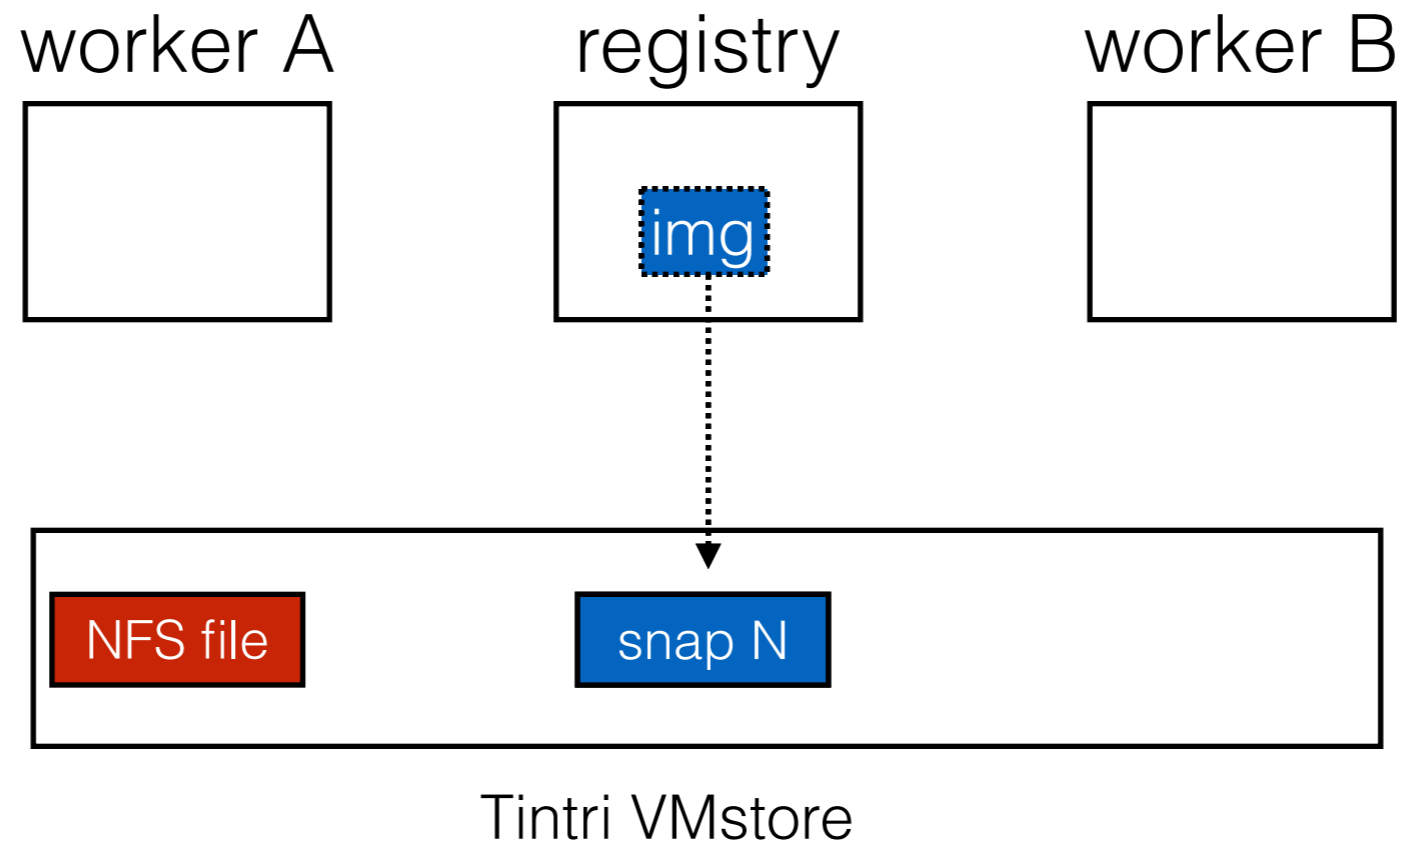 worker A
registry
worker B
img
NFS file
snap N
Tintri VMstore